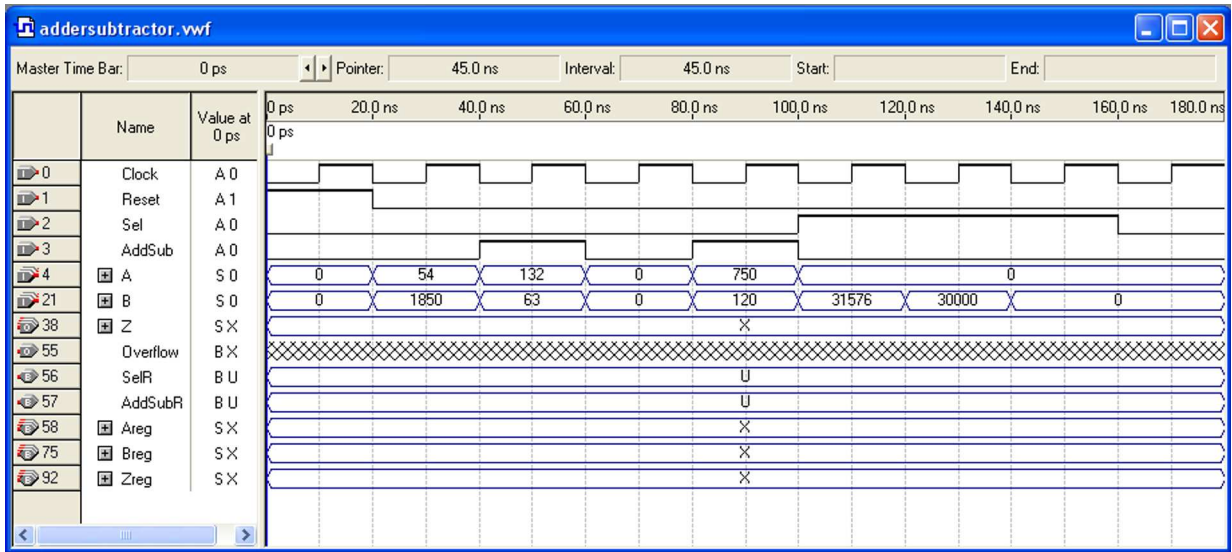 addersubtractor.vwf
Master Time Bar: 0 ps Pointer: 45.0 ns Interval: 45.0 ns Start: End:
Name Value at 0 ps 0 ps 20.0 ns 40.0 ns 60.0 ns 80.0 ns 100.0 ns 120.0 ns 140.0 ns 160.0 ns 180.0 ns
0 ps
0 Clock A 0
1 Reset A 1
2 Sel A 0
3 AddSub A 0
4 A S 0 0 54 132 0 750 0
21 B S 0 0 1850 63 0 120 31576 30000 0
38 Z S X X
55 Overflow B X
56 SelR B U U
57 AddSubR B U U
58 Areg S X X
75 Breg S X X
92 Zreg S X X